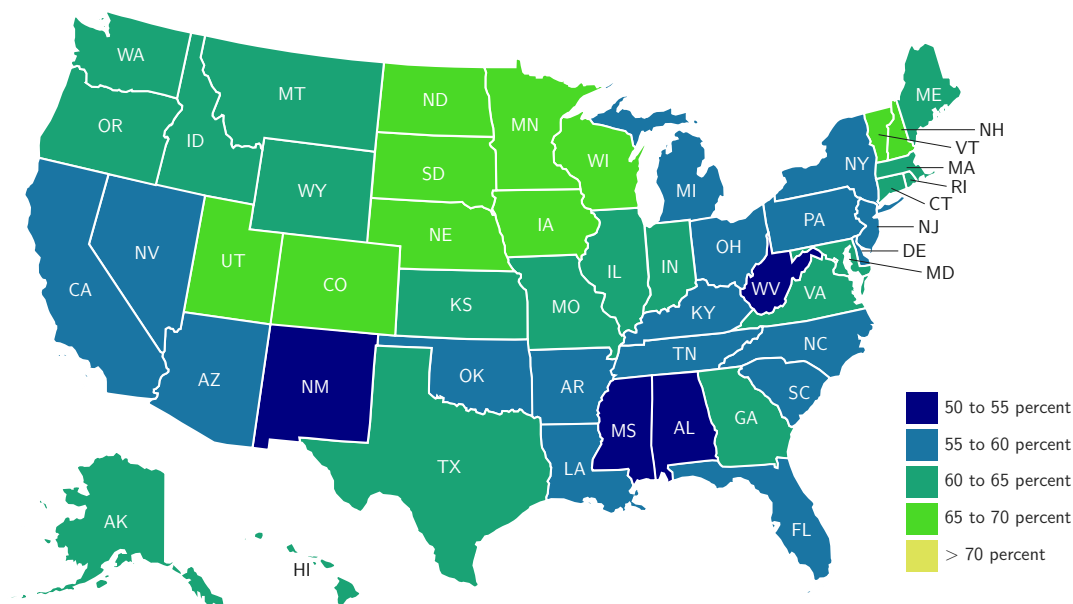 WA
MT
ND
MN
OR
ID
WY
SD
WI
MI
ME
NH
VT
NY
MA
RI
CT
NJ
PA
DE
MD
NV
UT
CO
NE
IA
IL
IN
OH
WV
VA
CA
KS
MO
KY
AZ
NM
OK
AR
TN
NC
SC
MS
AL
GA
TX
LA
FL
AK
HI
50 to 55 percent
55 to 60 percent
60 to 65 percent
65 to 70 percent
> 70 percent